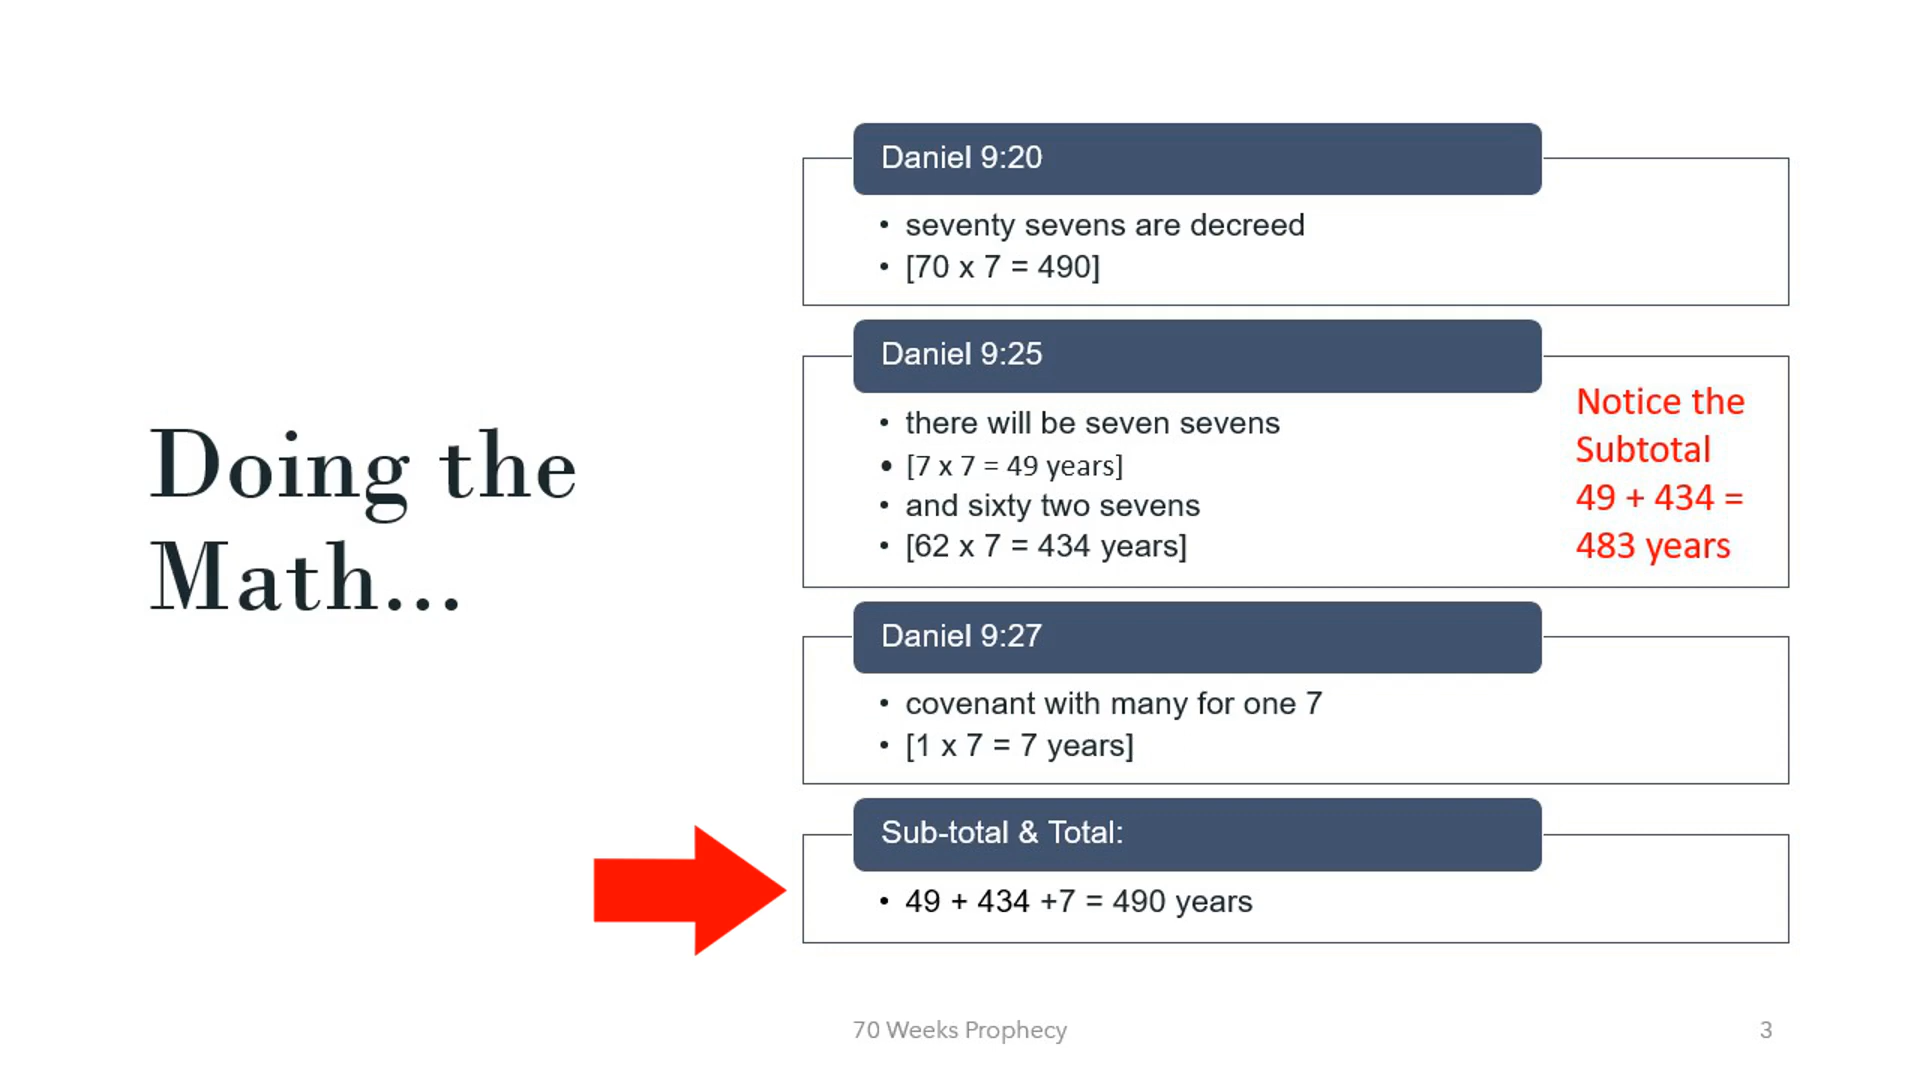 Doing the
Math...
Daniel 9:20
• seventy sevens are decreed
• [70 x 7 = 490]
Daniel 9:25
• there will be seven sevens
• [7 x 7 = 49 years]
• and sixty two sevens
• [62 x 7 = 434 years]
Notice the
Subtotal
49 + 434 =
483 years
Daniel 9:27
• covenant with many for one 7
• [1 x 7 = 7 years]
Sub-total & Total:
• 49 + 434 +7 = 490 years
70 Weeks Prophecy
3